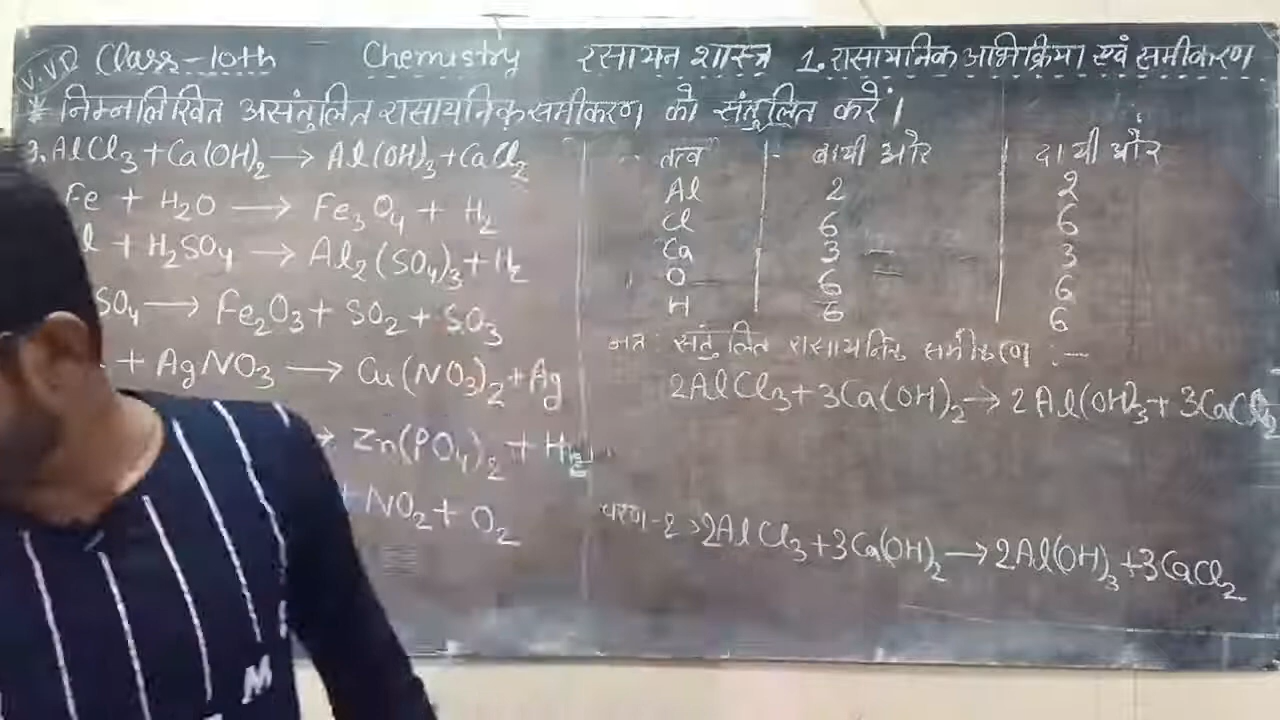 V.V.I Class-10th Chemistry रसायन शास्त्र 1. रासायनिक अभिक्रिया एवं समीकरण
* निम्नलिखित असंतुलित रासायनिक समीकरण को संतुलित करें।
3. AlCl₃ + Ca(OH)₂ → Al(OH)₃ + CaCl₂
Fe + H₂O → Fe₃O₄ + H₂
l + H₂SO₄ → Al₂(SO₄)₃ + H₂
SO₄ → Fe₂O₃ + SO₂ + SO₃
+ AgNO₃ → Cu(NO₃)₂ + Ag
→ Zn(PO₄)₂ + H₂
+ NO₂ + O₂
तत्व बायी ओर दायी ओर
Al 2 2
Cl 6 6
Ca 3 3
O 6 6
H 6 6
अतः संतुलित रासायनिक समीकरण :—
2AlCl₃ + 3Ca(OH)₂ → 2Al(OH)₃ + 3CaCl₂
चरण-2 > 2AlCl₃ + 3Ca(OH)₂ → 2Al(OH)₃ + 3CaCl₂
M